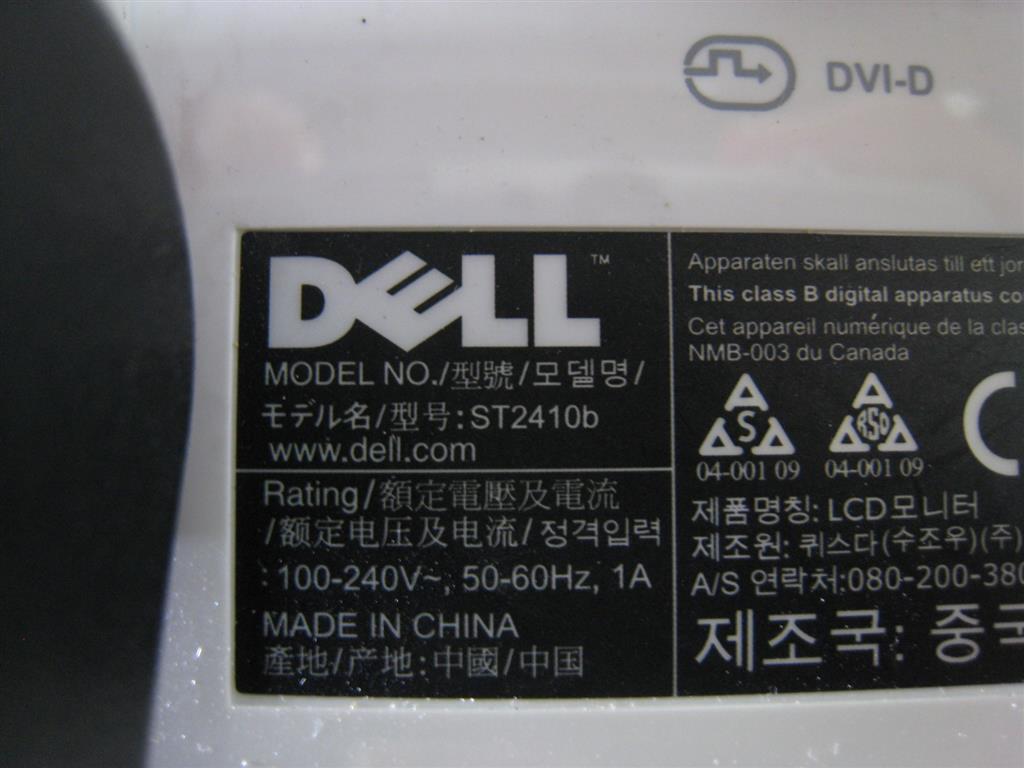 DVI-D
DELL™
MODEL NO./型號/모델명/
モデル名/型号: ST2410b
www.dell.com
Rating/額定電壓及電流
/额定电压及电流/정격입력
: 100-240V~, 50-60Hz, 1A
MADE IN CHINA
產地/产地: 中國/中国
Apparaten skall anslutas till ett jor
This class B digital apparatus co
Cet appareil numérique de la clas
NMB-003 du Canada
S
RSO
04-001 09 04-001 09
제품명칭: LCD모니터
제조원: 퀴스다(수조우)(주)
A/S 연락처:080-200-380
제조국: 중국